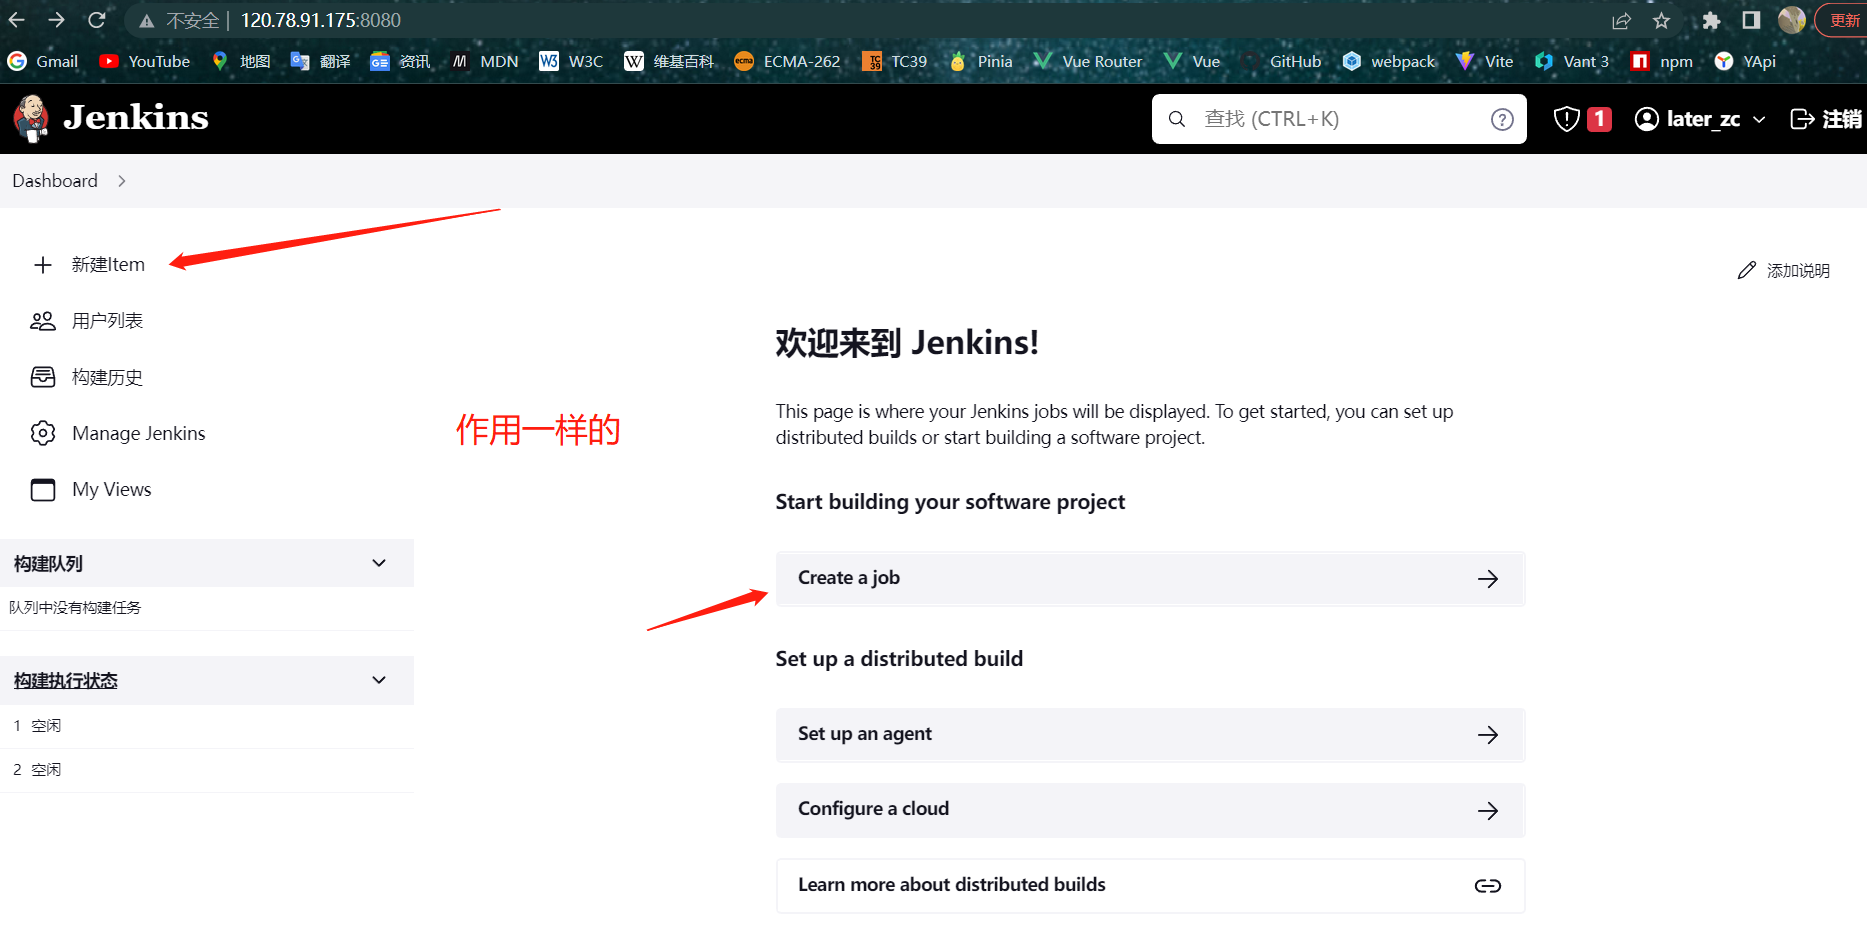 不安全 120.78.91.175:8080 更新
Gmail YouTube 地图 翻译 资讯 MDN W3C 维基百科 ECMA-262 TC39 Pinia Vue Router Vue GitHub webpack Vite Vant 3 npm YApi
Jenkins 查找 (CTRL+K) 1 later_zc 注销
Dashboard
新建Item
用户列表
构建历史
Manage Jenkins
My Views
构建队列
队列中没有构建任务
构建执行状态
1 空闲
2 空闲
作用一样的
添加说明
欢迎来到 Jenkins!
This page is where your Jenkins jobs will be displayed. To get started, you can set up
distributed builds or start building a software project.
Start building your software project
Create a job
Set up a distributed build
Set up an agent
Configure a cloud
Learn more about distributed builds